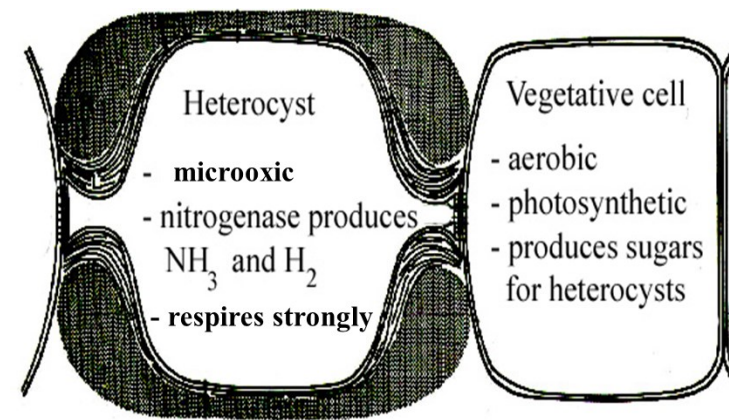 Heterocyst
- microoxic
- nitrogenase produces
NH₃ and H₂
- respires strongly
Vegetative cell
- aerobic
- photosynthetic
- produces sugars
for heterocysts